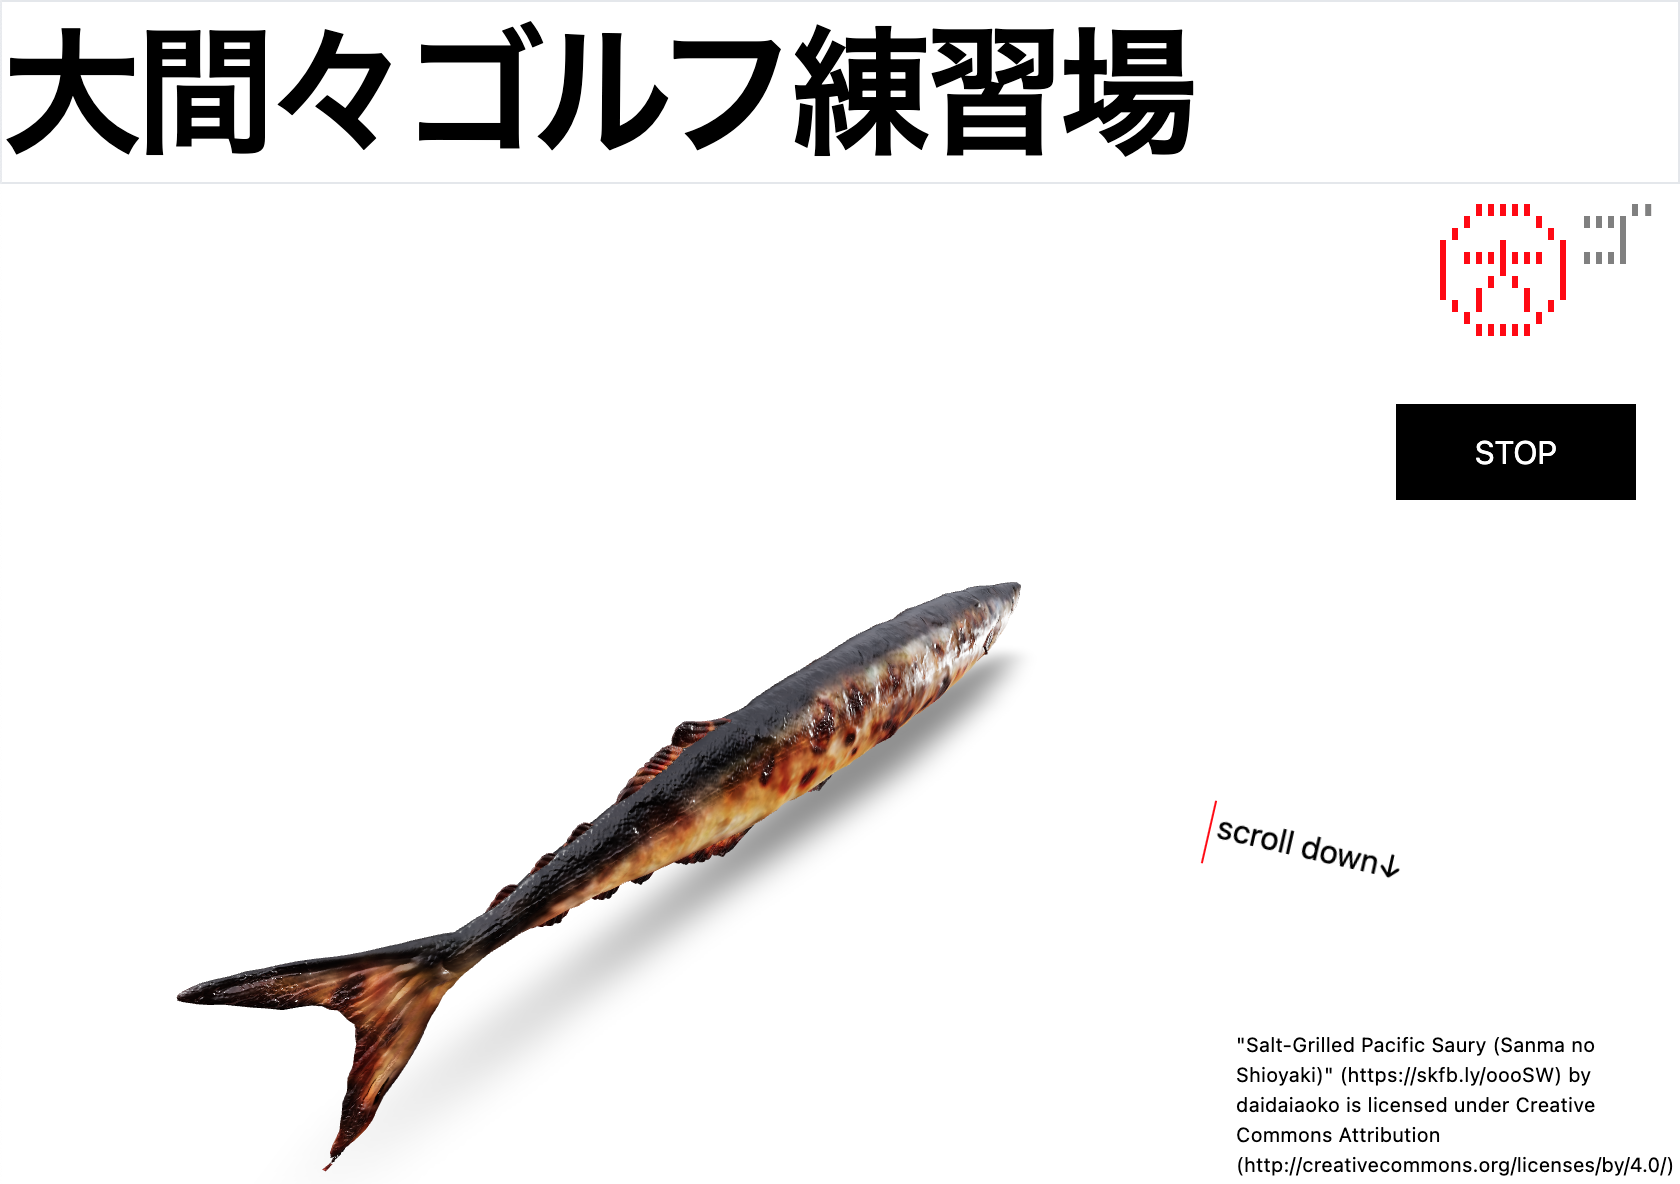 大間々ゴルフ練習場
大 ゴ
STOP
scroll down↓
"Salt-Grilled Pacific Saury (Sanma no
Shioyaki)" (https://skfb.ly/oooSW) by
daidaiaoko is licensed under Creative
Commons Attribution
(http://creativecommons.org/licenses/by/4.0/)